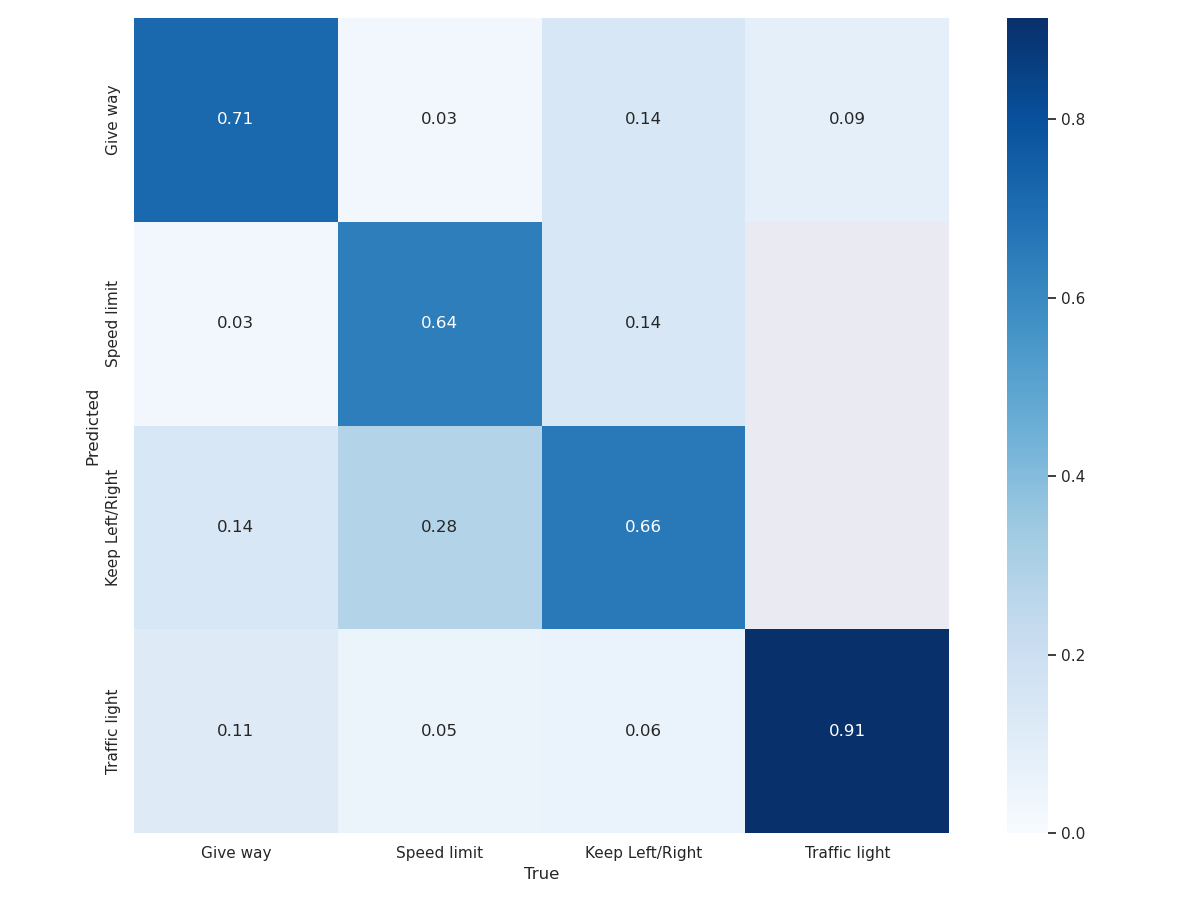 Predicted
Give way
0.71
0.03
0.14
0.09
Speed limit
0.03
0.64
0.14
Keep Left/Right
0.14
0.28
0.66
Traffic light
0.11
0.05
0.06
0.91
Give way
Speed limit
Keep Left/Right
Traffic light
True
0.8
0.6
0.4
0.2
0.0